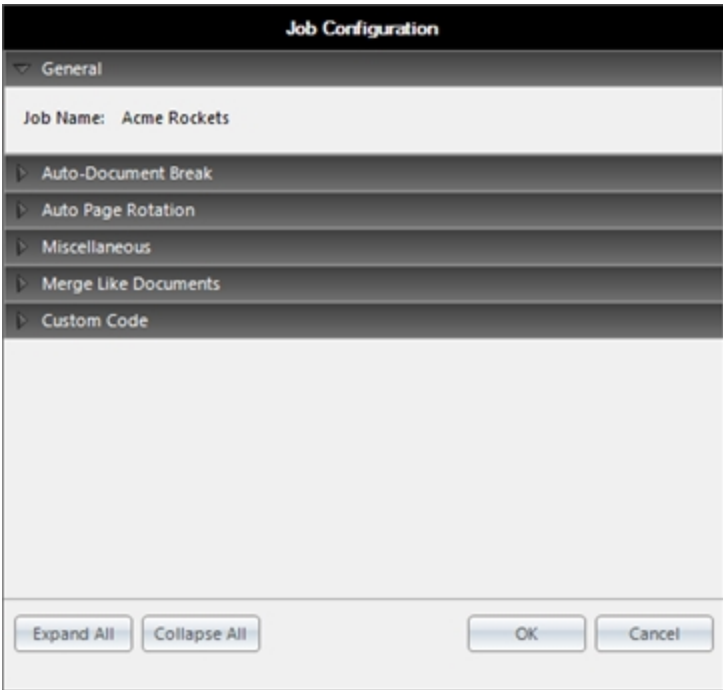 Job Configuration
General
Job Name: Acme Rockets
Auto-Document Break
Auto Page Rotation
Miscellaneous
Merge Like Documents
Custom Code
Expand All Collapse All OK Cancel